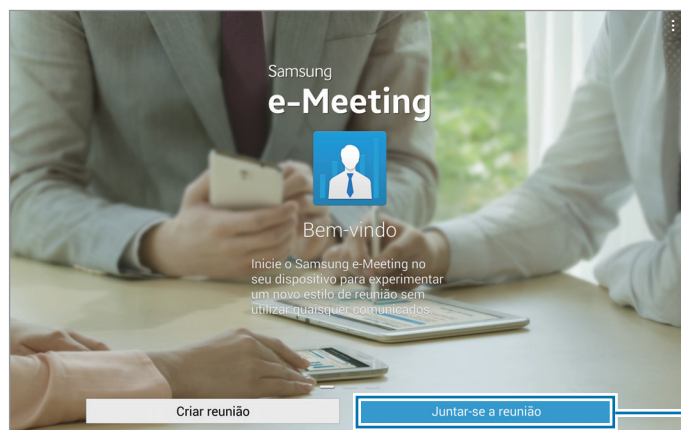 Samsung
e-Meeting
Bem-vindo
Inicie o Samsung e-Meeting no
seu dispositivo para experimentar
um novo estilo de reunião sem
utilizar quaisquer comunicados.
Criar reunião
Juntar-se a reunião